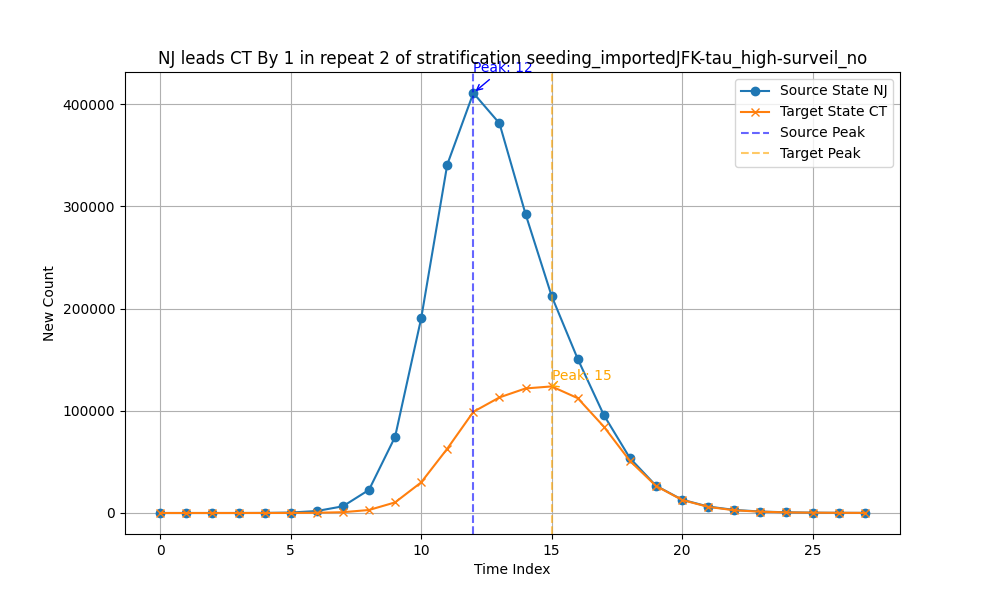 NJ leads CT By 1 in repeat 2 of stratification seeding_importedJFK-tau_high-surveil_no
Peak: 12
Source State NJ
Target State CT
Source Peak
Target Peak
400000
300000
200000
100000
0
New Count
Peak: 15
0 5 10 15 20 25
Time Index